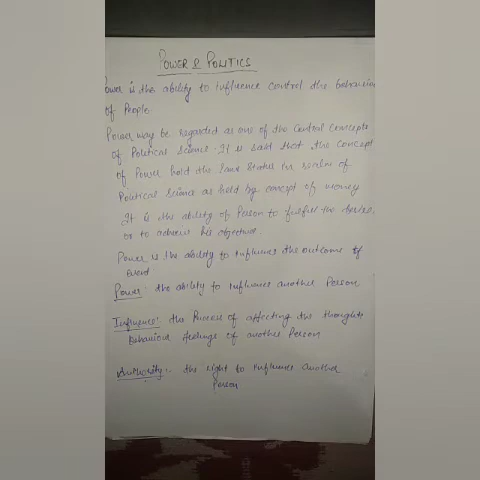 POWER & POLITICS
Power is the ability to influence control the behaviour
of People.
Power may be regarded as one of the Central Concepts
of Political Science. It is said that the concept
of Power hold the Same Status in realm of
Political Science as held by concept of money
It is the ability of Person to fulfill the desires
or to achieve his objectives.
Power is the ability to influence the outcome of
event
Power: the ability to influence another Person
Influence: the Process of affecting the thoughts
Behaviour feelings of another Person
Authority:- the right to influence another
Person